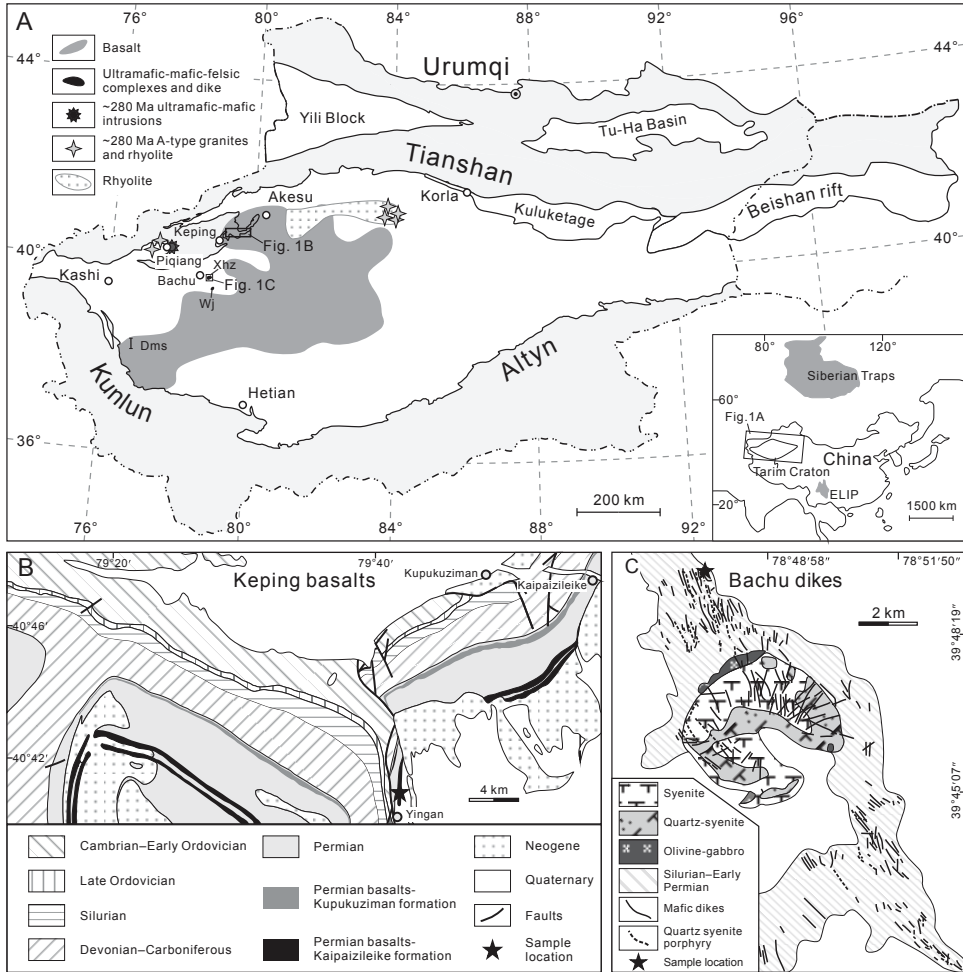 A
76°
80°
84°
88°
92°
96°
44°
44°
40°
40°
36°
76°
80°
84°
88°
92°
Basalt
Ultramafic-mafic-felsic
complexes and dike
~280 Ma ultramafic-mafic
intrusions
~280 Ma A-type granites
and rhyolite
Rhyolite
Urumqi
Yili Block
Tu-Ha Basin
Tianshan
Akesu
Korla
Kuluketage
Beishan rift
Keping
Fig. 1B
Piqiang
Xhz
Kashi
Bachu
Fig. 1C
Wj
Dms
Kunlun
Hetian
Altyn
200 km
80°
120°
Siberian Traps
60°
Fig.1A
China
Tarim Craton
ELIP
20°
1500 km
B
79°20′
79°40′
Keping basalts
Kupukuziman
Kaipaizileike
40°46′
40°42′
4 km
Yingan
Cambrian–Early Ordovician
Late Ordovician
Silurian
Devonian–Carboniferous
Permian
Permian basalts-
Kupukuziman formation
Permian basalts-
Kaipaizileike formation
Neogene
Quaternary
Faults
Sample
location
C
78°48′58″
78°51′50″
Bachu dikes
2 km
39°48′19″
39°45′07″
Syenite
Quartz-syenite
Olivine-gabbro
Silurian–Early
Permian
Mafic dikes
Quartz syenite
porphyry
Sample location